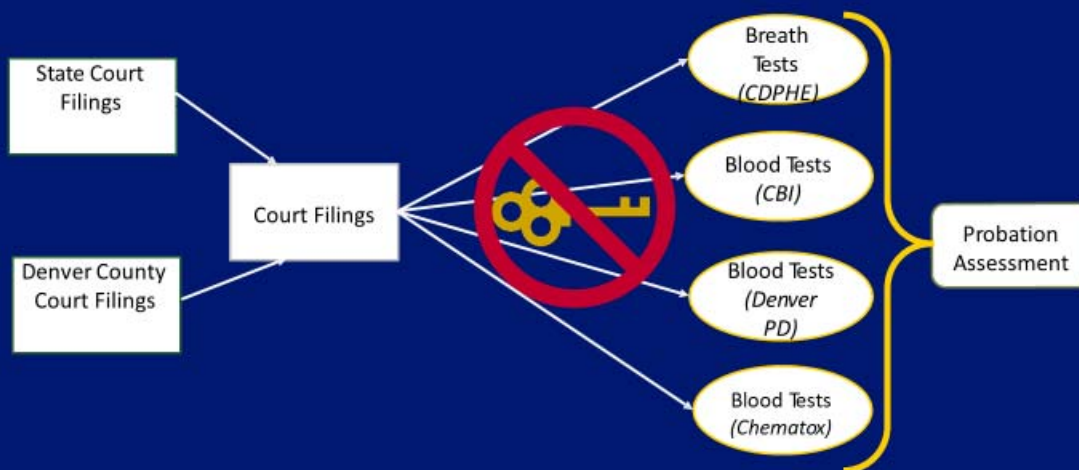 State Court
Filings
Denver County
Court Filings
Court Filings
Breath
Tests
(CDPHE)
Blood Tests
(CBI)
Blood Tests
(Denver
PD)
Blood Tests
(Chematox)
Probation
Assessment